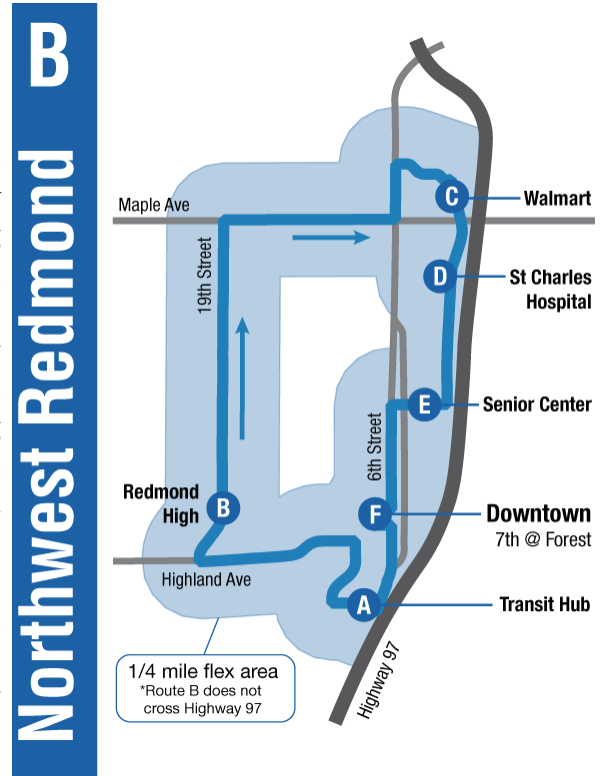 B
Northwest Redmond
Maple Ave
19th Street
C
Walmart
D
St Charles
Hospital
E
Senior Center
6th Street
Redmond
High
B
F
Downtown
7th @ Forest
Highland Ave
A
Transit Hub
Highway 97
1/4 mile flex area
*Route B does not
cross Highway 97